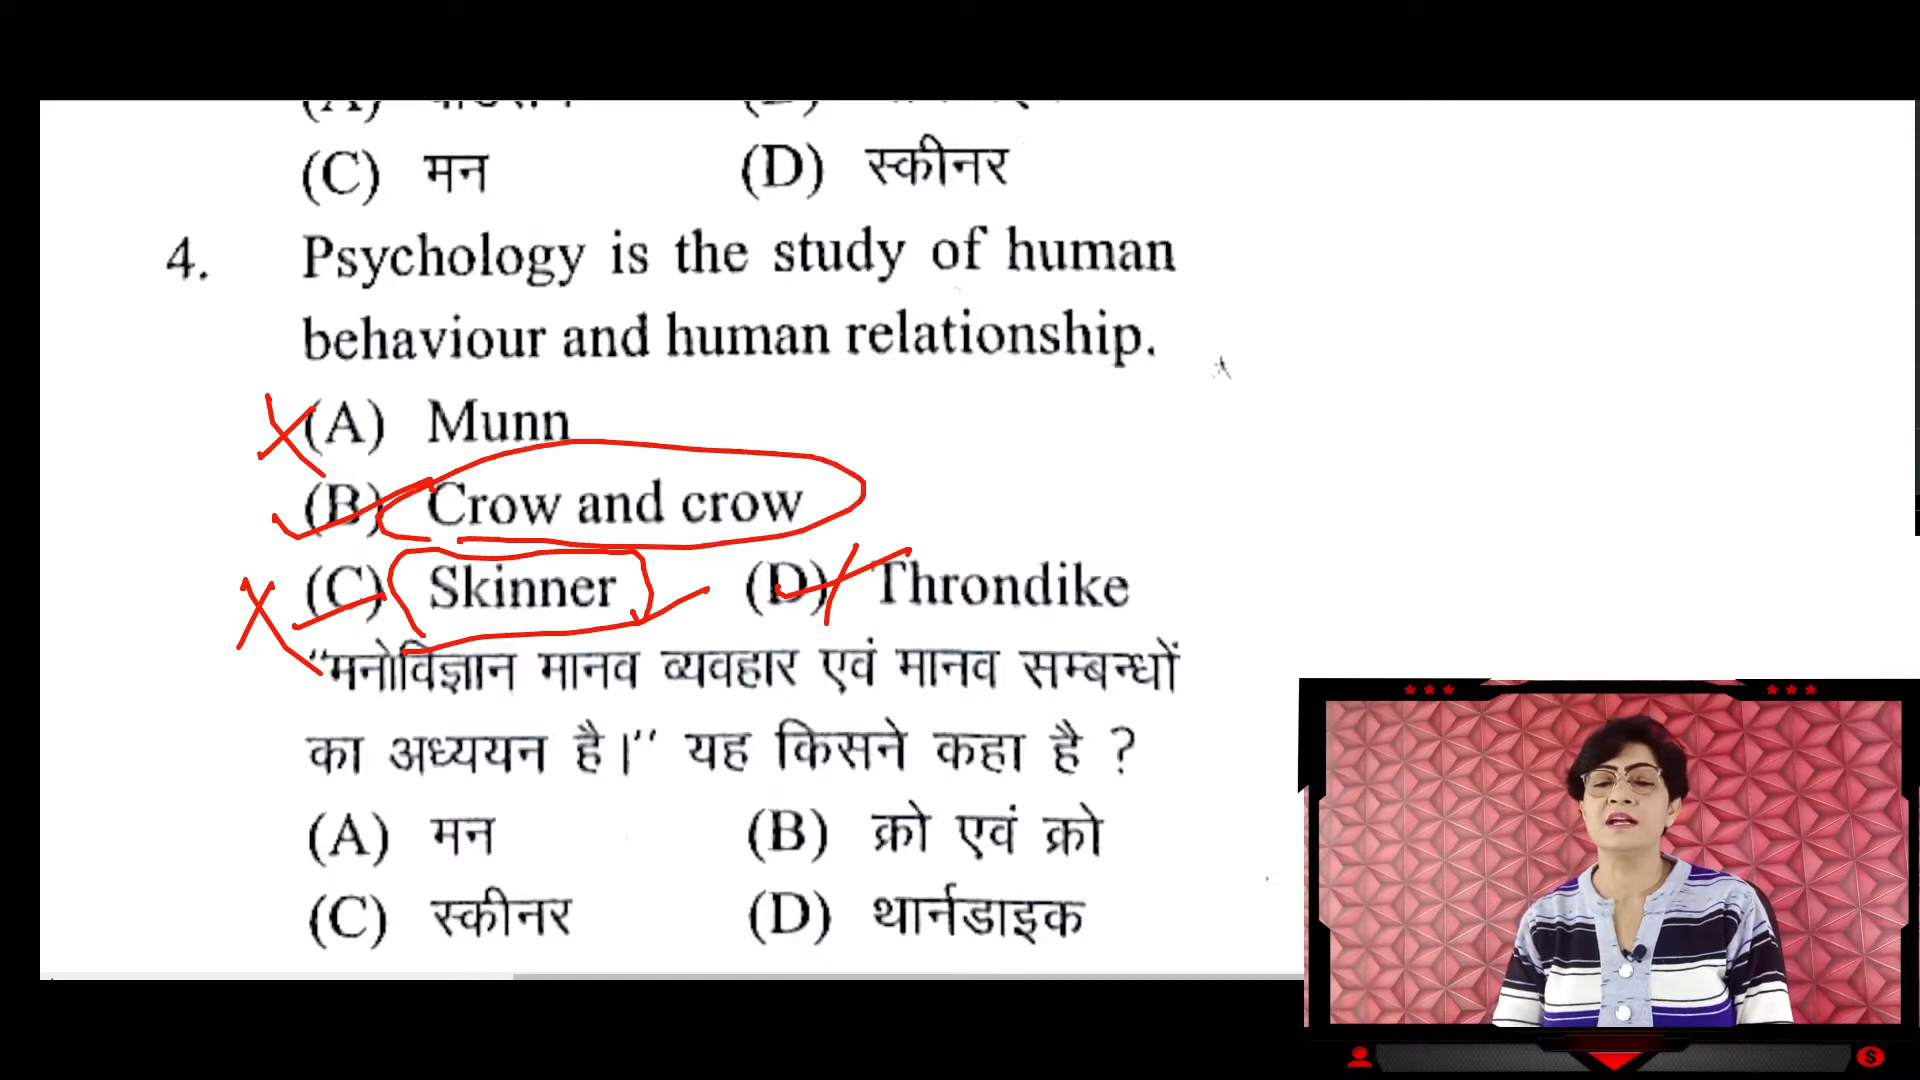 (C) मन (D) स्कीनर
4. Psychology is the study of human
behaviour and human relationship.
(A) Munn
(B) Crow and crow
(C) Skinner (D) Throndike
“मनोविज्ञान मानव व्यवहार एवं मानव सम्बन्धों
का अध्ययन है।“ यह किसने कहा है ?
(A) मन (B) क्रो एवं क्रो
(C) स्कीनर (D) थार्नडाइक